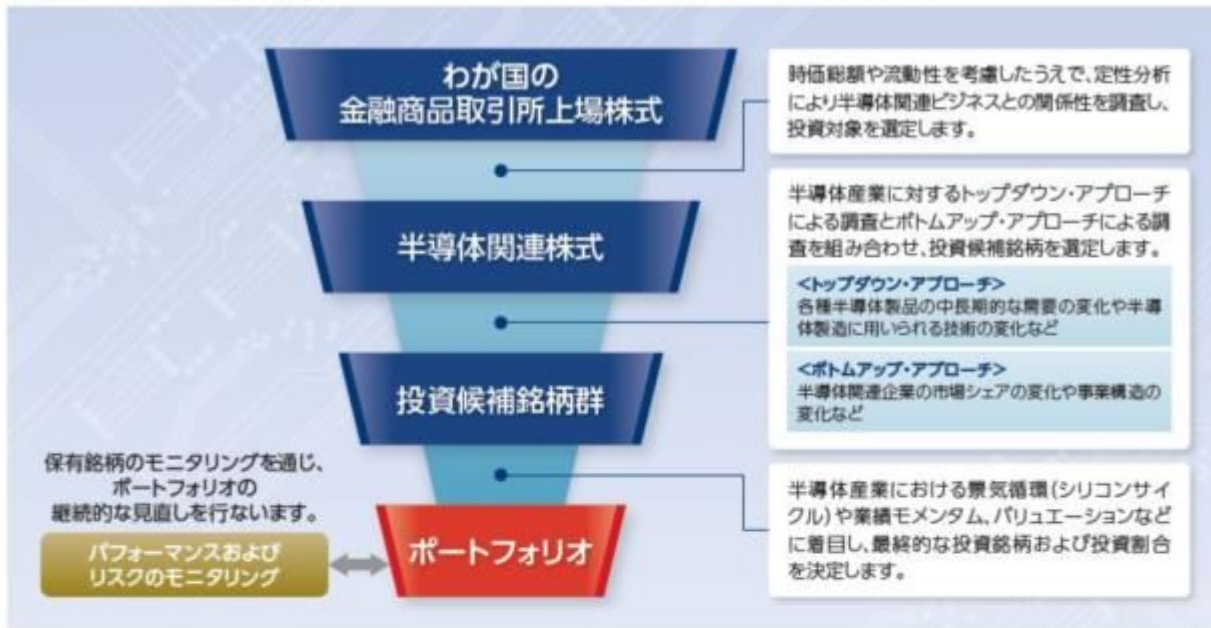 わが国の
金融商品取引所上場株式
時価総額や流動性を考慮したうえで、定性分析
により半導体関連ビジネスとの関係性を調査し、
投資対象を選定します。
半導体関連株式
半導体産業に対するトップダウン・アプローチ
による調査とボトムアップ・アプローチによる調
査を組み合わせ、投資候補銘柄を選定します。
<トップダウン・アプローチ>
各種半導体製品の中長期的な需要の変化や半導
体製造に用いられる技術の変化など
<ボトムアップ・アプローチ>
半導体関連企業の市場シェアの変化や事業構造の
変化など
投資候補銘柄群
半導体産業における景気循環(シリコンサイ
クル)や業績モメンタム、バリュエーションなど
に着目し、最終的な投資銘柄および投資割合
を決定します。
保有銘柄のモニタリングを通じ、
ポートフォリオの
継続的な見直しを行ないます。
パフォーマンスおよび
リスクのモニタリング
ポートフォリオ